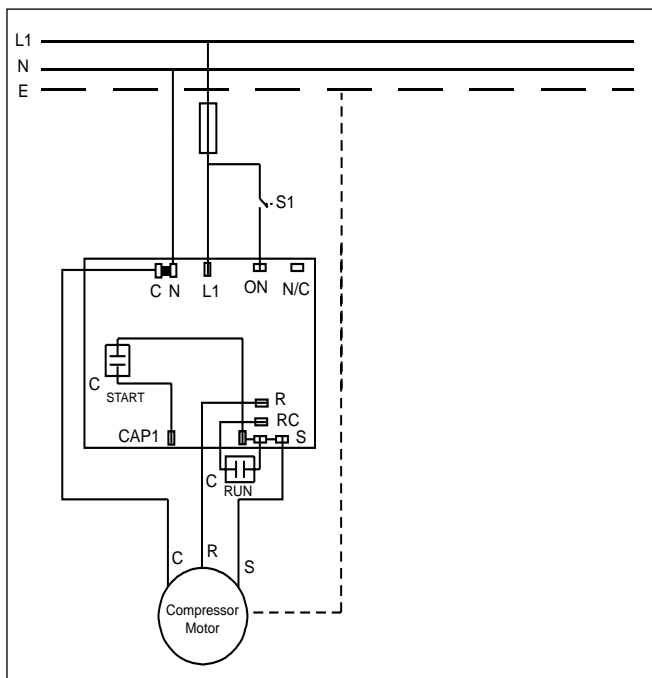 L1
N
E
S1
C N L1 ON N/C
C
START
R
RC
CAP1
S
C
RUN
C R S
Compressor
Motor